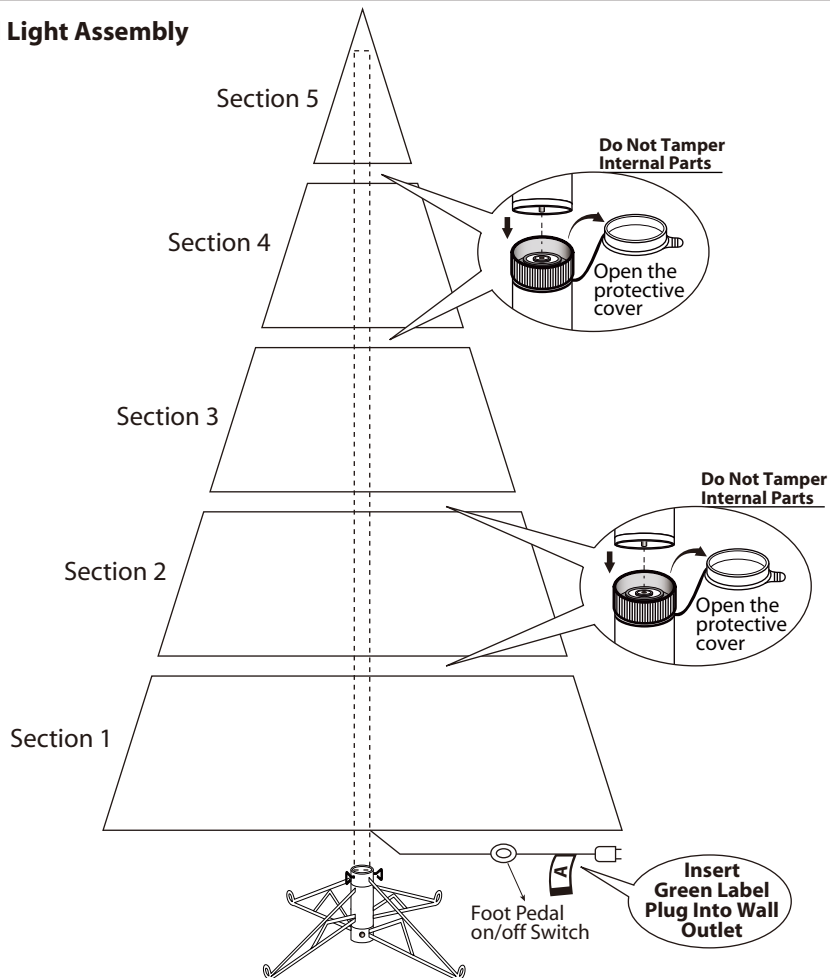 Light Assembly
Section 5
Do Not Tamper
Internal Parts
Section 4
Open the
protective
cover
Section 3
Do Not Tamper
Internal Parts
Section 2
Open the
protective
cover
Section 1
A
Insert
Green Label
Plug Into Wall
Outlet
Foot Pedal
on/off Switch